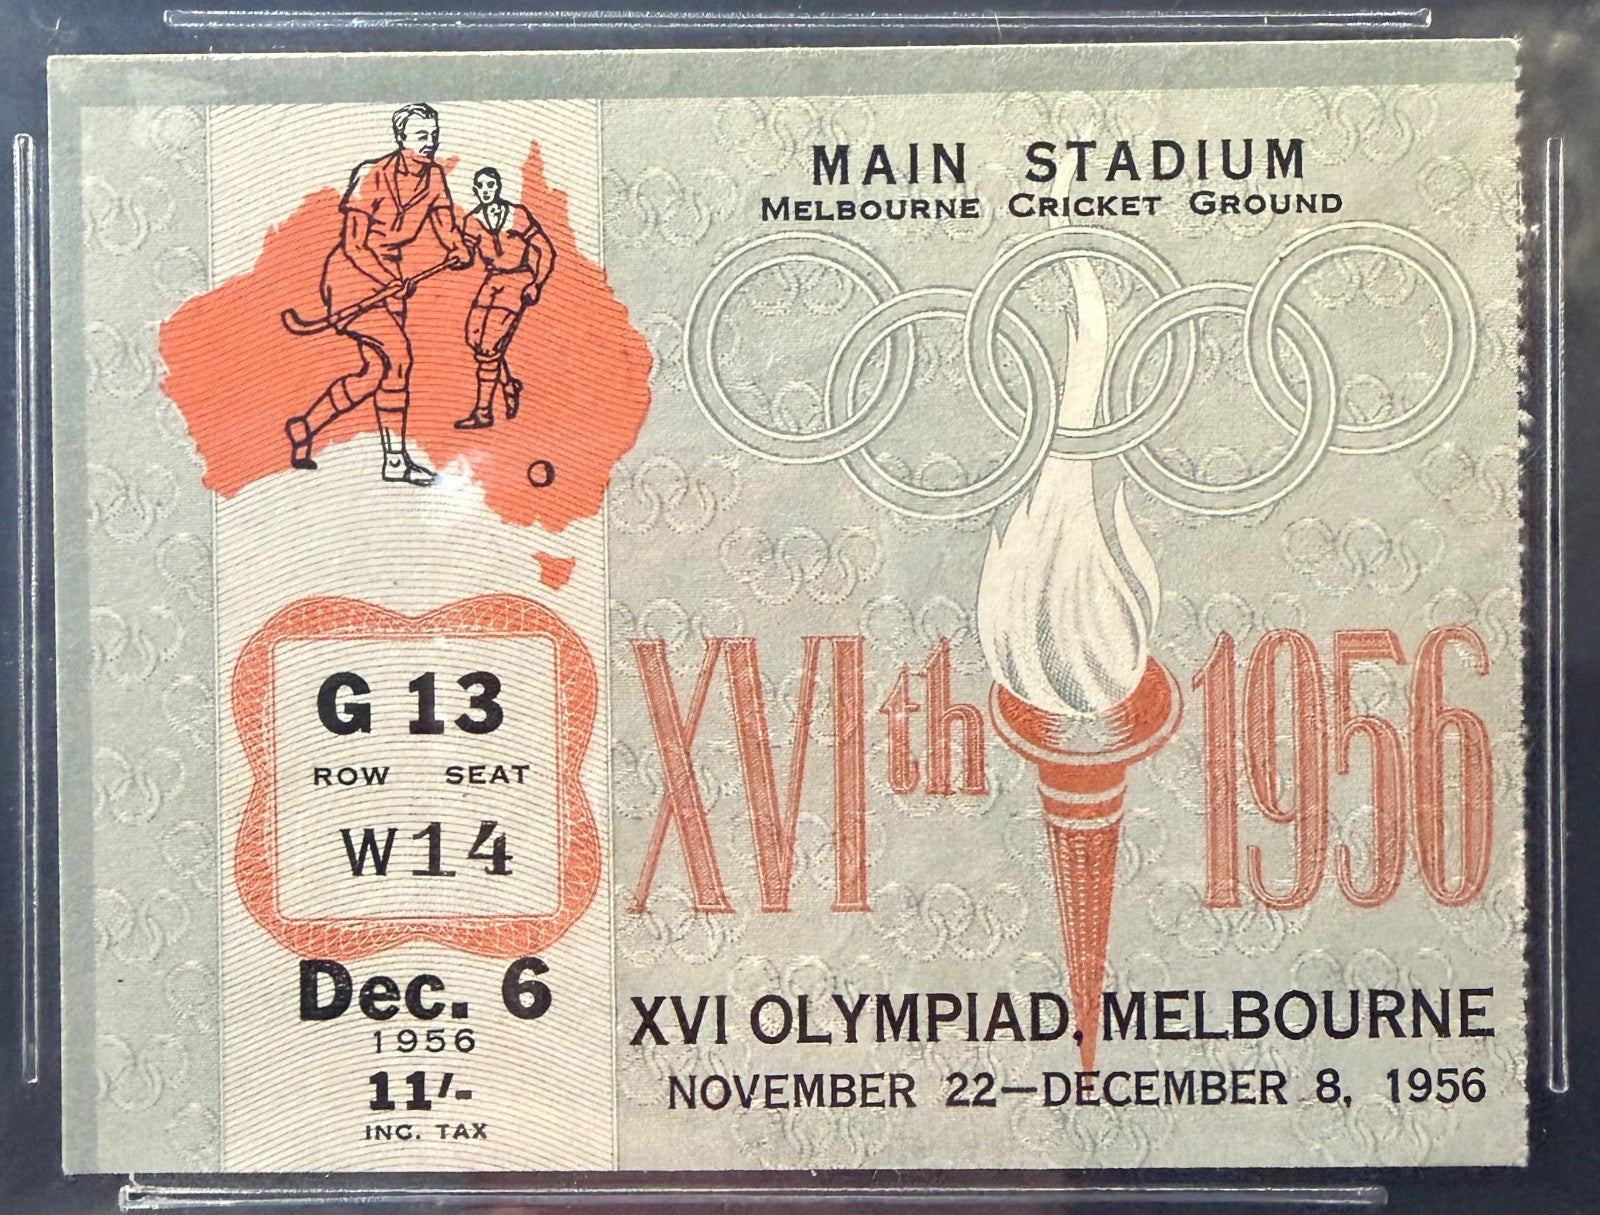 MAIN STADIUM
MELBOURNE CRICKET GROUND
XVIth 1956
G 13
ROW SEAT
W 14
Dec. 6
1956
11/-
INC. TAX
XVI OLYMPIAD, MELBOURNE
NOVEMBER 22—DECEMBER 8, 1956